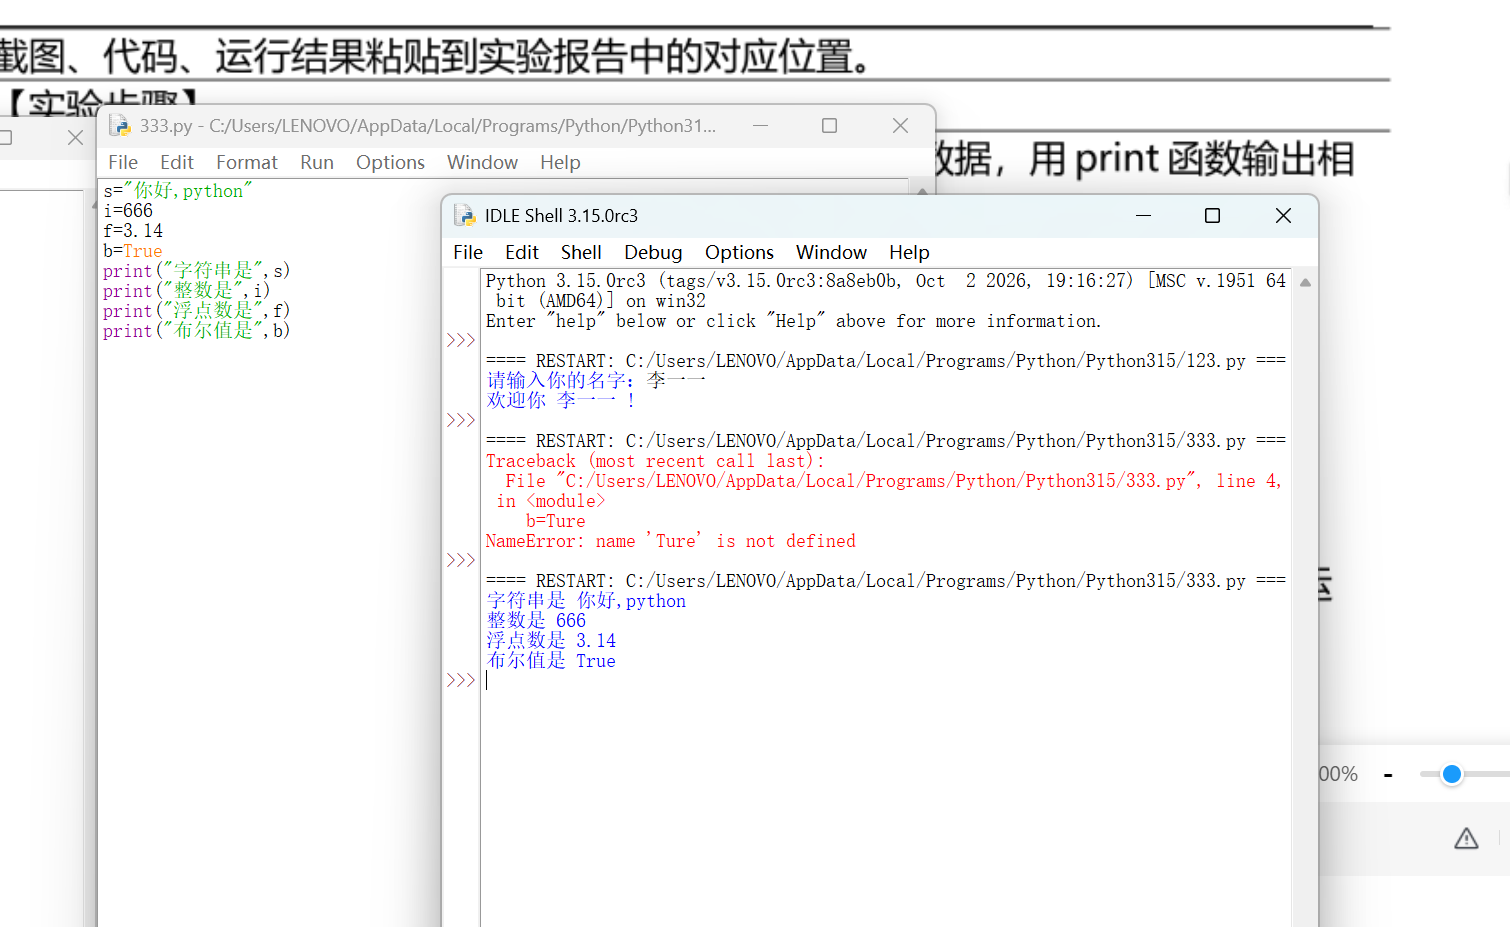 截图、代码、运行结果粘贴到实验报告中的对应位置。
【实验步骤】
数据，用 print 函数输出相
333.py - C:/Users/LENOVO/AppData/Local/Programs/Python/Python31...
File Edit Format Run Options Window Help
s="你好,python"
i=666
f=3.14
b=True
print("字符串是",s)
print("整数是",i)
print("浮点数是",f)
print("布尔值是",b)
IDLE Shell 3.15.0rc3
File Edit Shell Debug Options Window Help
Python 3.15.0rc3 (tags/v3.15.0rc3:8a8eb0b, Oct  2 2026, 19:16:27) [MSC v.1951 64
bit (AMD64)] on win32
Enter "help" below or click "Help" above for more information.
>>>
==== RESTART: C:/Users/LENOVO/AppData/Local/Programs/Python/Python315/123.py ===
请输入你的名字：李一一
欢迎你 李一一 ！
>>>
==== RESTART: C:/Users/LENOVO/AppData/Local/Programs/Python/Python315/333.py ===
Traceback (most recent call last):
File "C:/Users/LENOVO/AppData/Local/Programs/Python/Python315/333.py", line 4,
in <module>
b=Ture
NameError: name 'Ture' is not defined
>>>
==== RESTART: C:/Users/LENOVO/AppData/Local/Programs/Python/Python315/333.py ===
字符串是 你好,python
整数是 666
浮点数是 3.14
布尔值是 True
>>>
00% -